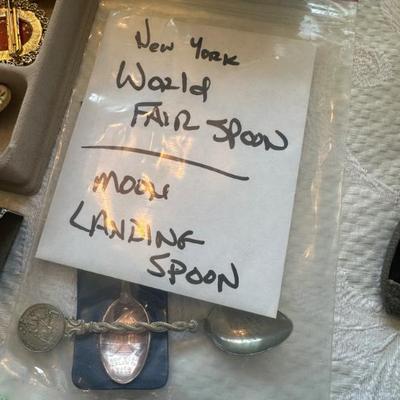 New York
World
Fair Spoon
Moon
Landing
Spoon